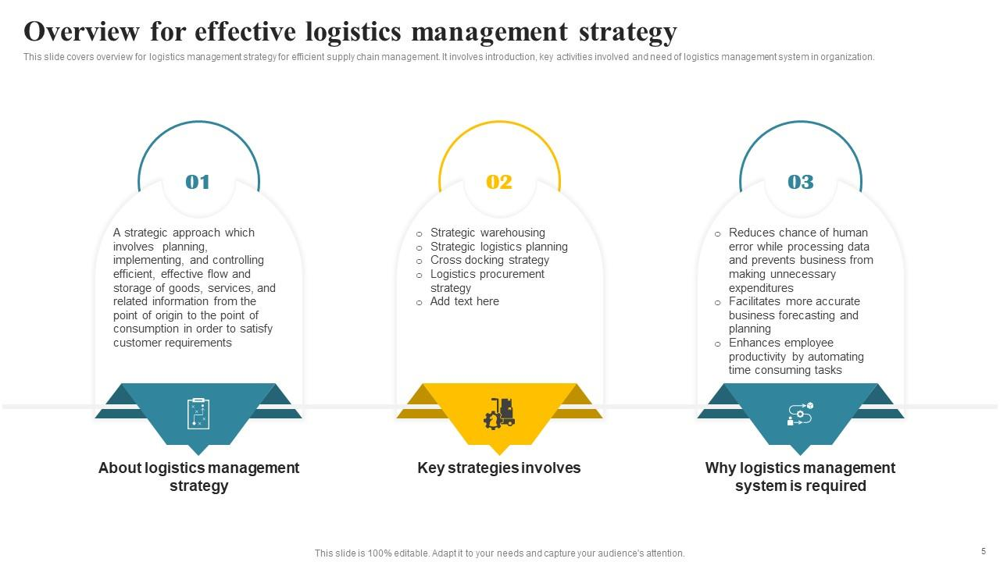 Overview for effective logistics management strategy
This slide covers overview for logistics management strategy for efficient supply chain management. It involves introduction, key activities involved and need of logistics management system in organization.
01
A strategic approach which
involves planning,
implementing, and controlling
efficient, effective flow and
storage of goods, services, and
related information from the
point of origin to the point of
consumption in order to satisfy
customer requirements
About logistics management
strategy
02
o Strategic warehousing
o Strategic logistics planning
o Cross docking strategy
o Logistics procurement
strategy
o Add text here
Key strategies involves
03
o Reduces chance of human
error while processing data
and prevents business from
making unnecessary
expenditures
o Facilitates more accurate
business forecasting and
planning
o Enhances employee
productivity by automating
time consuming tasks
Why logistics management
system is required
This slide is 100% editable. Adapt it to your needs and capture your audience's attention.
5